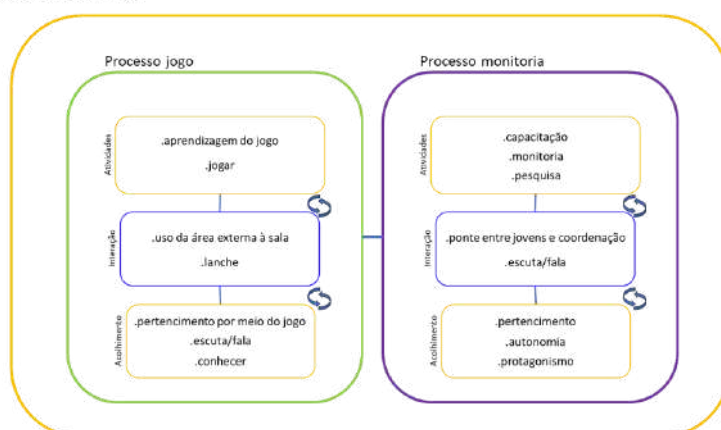 Processo jogo
Atividades
.aprendizagem do jogo
.jogar
Interação
.uso da área externa à sala
.lanche
Acolhimento
.pertencimento por meio do jogo
.escuta/fala
.conhecer
Processo monitoria
Atividades
.capacitação
.monitoria
.pesquisa
Interação
.ponte entre jovens e coordenação
.escuta/fala
Acolhimento
.pertencimento
.autonomia
.protagonismo